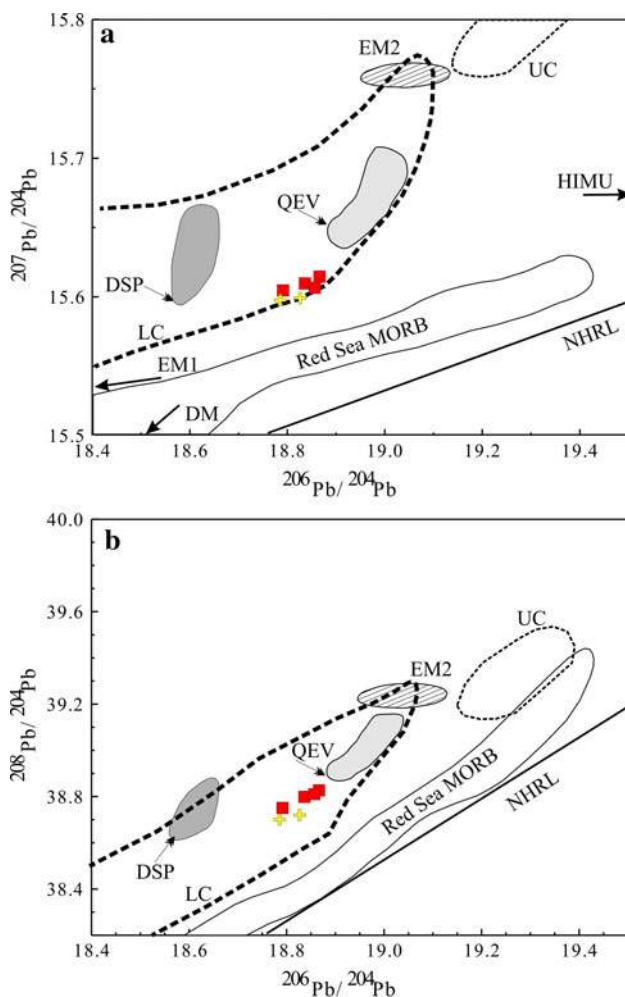 a
15.8
15.7
15.6
15.5
207Pb/ 204Pb
EM2
UC
HIMU
QEV
DSP
LC
EM1
DM
Red Sea MORB
NHRL
18.4
18.6
18.8
19.0
19.2
19.4
206Pb/ 204Pb
b
40.0
39.6
39.2
38.8
38.4
208Pb/ 204Pb
UC
EM2
QEV
DSP
LC
Red Sea MORB
NHRL
18.4
18.6
18.8
19.0
19.2
19.4
206Pb/ 204Pb